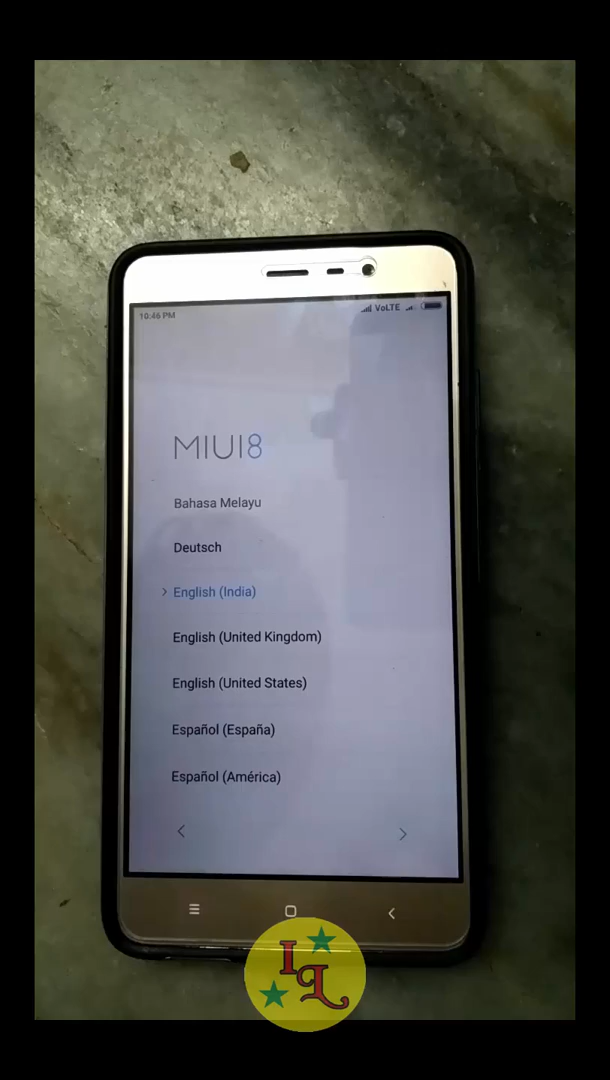 10:46 PM
VoLTE
MIUI8
Bahasa Melayu
Deutsch
English (India)
English (United Kingdom)
English (United States)
Español (España)
Español (América)
LL